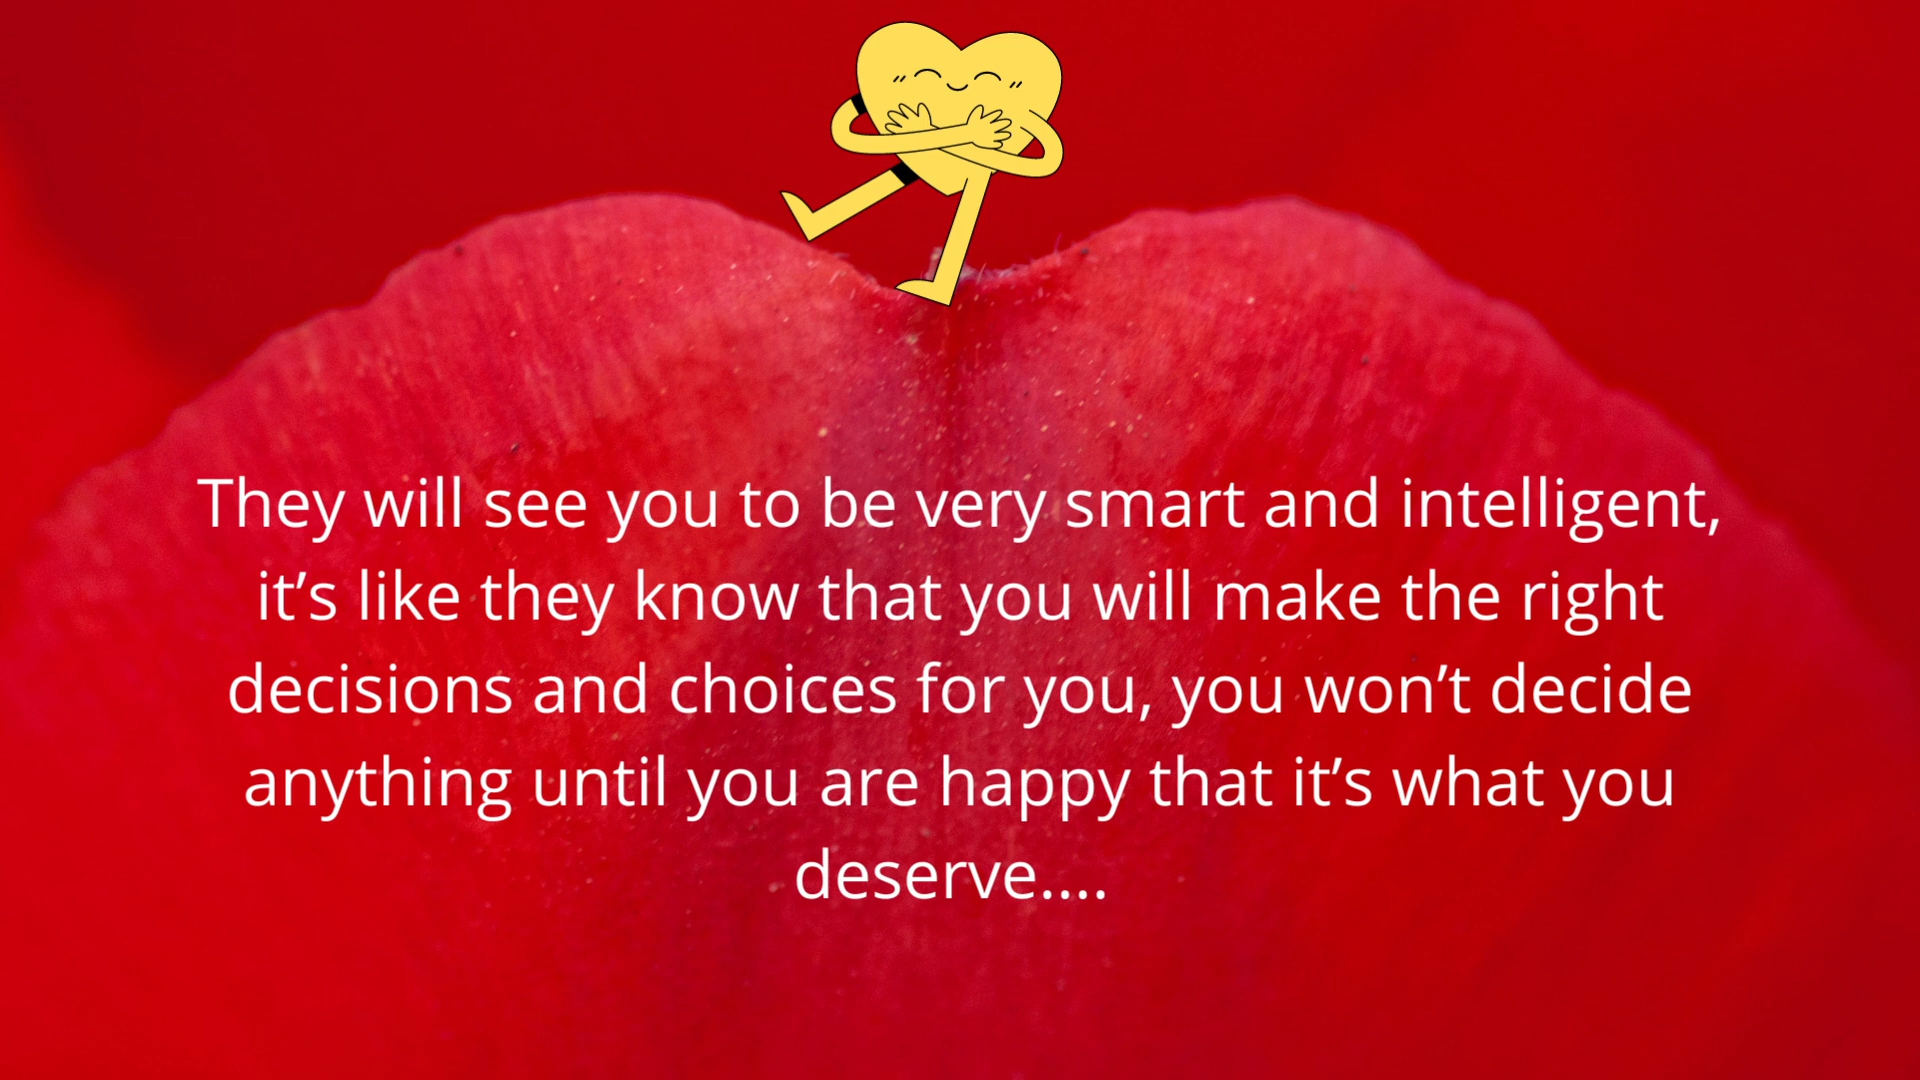 They will see you to be very smart and intelligent,
it’s like they know that you will make the right
decisions and choices for you, you won’t decide
anything until you are happy that it’s what you
deserve....